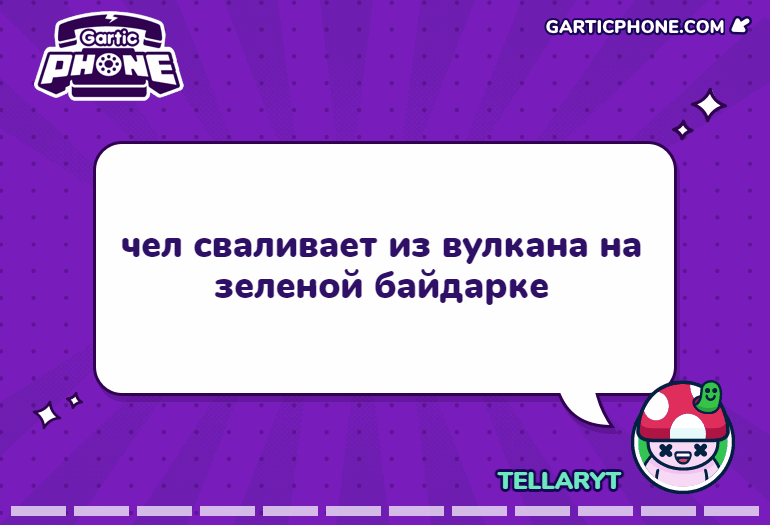 Gartic
PHONE
GARTICPHONE.COM
чел сваливает из вулкана на
зеленой байдарке
TELLARYT